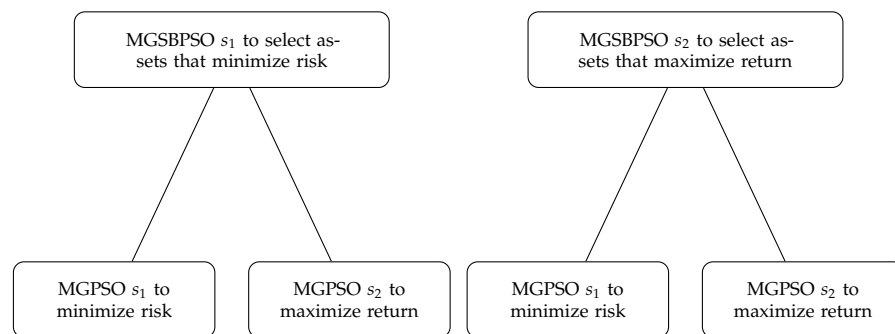 MGSBPSO s₁ to select as-
sets that minimize risk
MGSBPSO s₂ to select as-
sets that maximize return
MGPSO s₁ to
minimize risk
MGPSO s₂ to
maximize return
MGPSO s₁ to
minimize risk
MGPSO s₂ to
maximize return